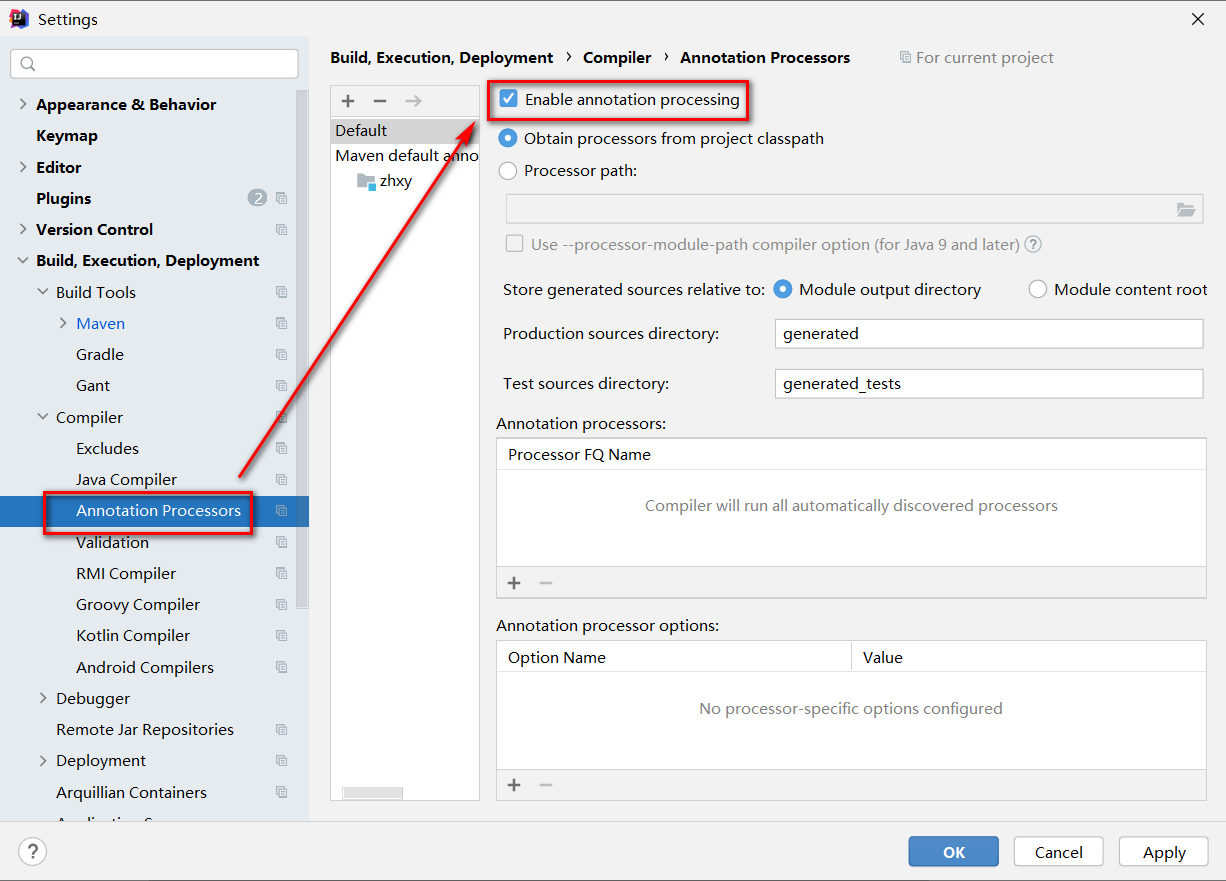 Settings
Build, Execution, Deployment › Compiler › Annotation Processors
For current project
Appearance & Behavior
Keymap
Editor
Plugins 2
Version Control
Build, Execution, Deployment
Build Tools
Maven
Gradle
Gant
Compiler
Excludes
Java Compiler
Annotation Processors
Validation
RMI Compiler
Groovy Compiler
Kotlin Compiler
Android Compilers
Debugger
Remote Jar Repositories
Deployment
Arquillian Containers
Default
Maven default anno
zhxy
Enable annotation processing
Obtain processors from project classpath
Processor path:
Use --processor-module-path compiler option (for Java 9 and later) ?
Store generated sources relative to: Module output directory Module content root
Production sources directory: generated
Test sources directory: generated_tests
Annotation processors:
Processor FQ Name
Compiler will run all automatically discovered processors
Annotation processor options:
Option Name Value
No processor-specific options configured
? OK Cancel Apply